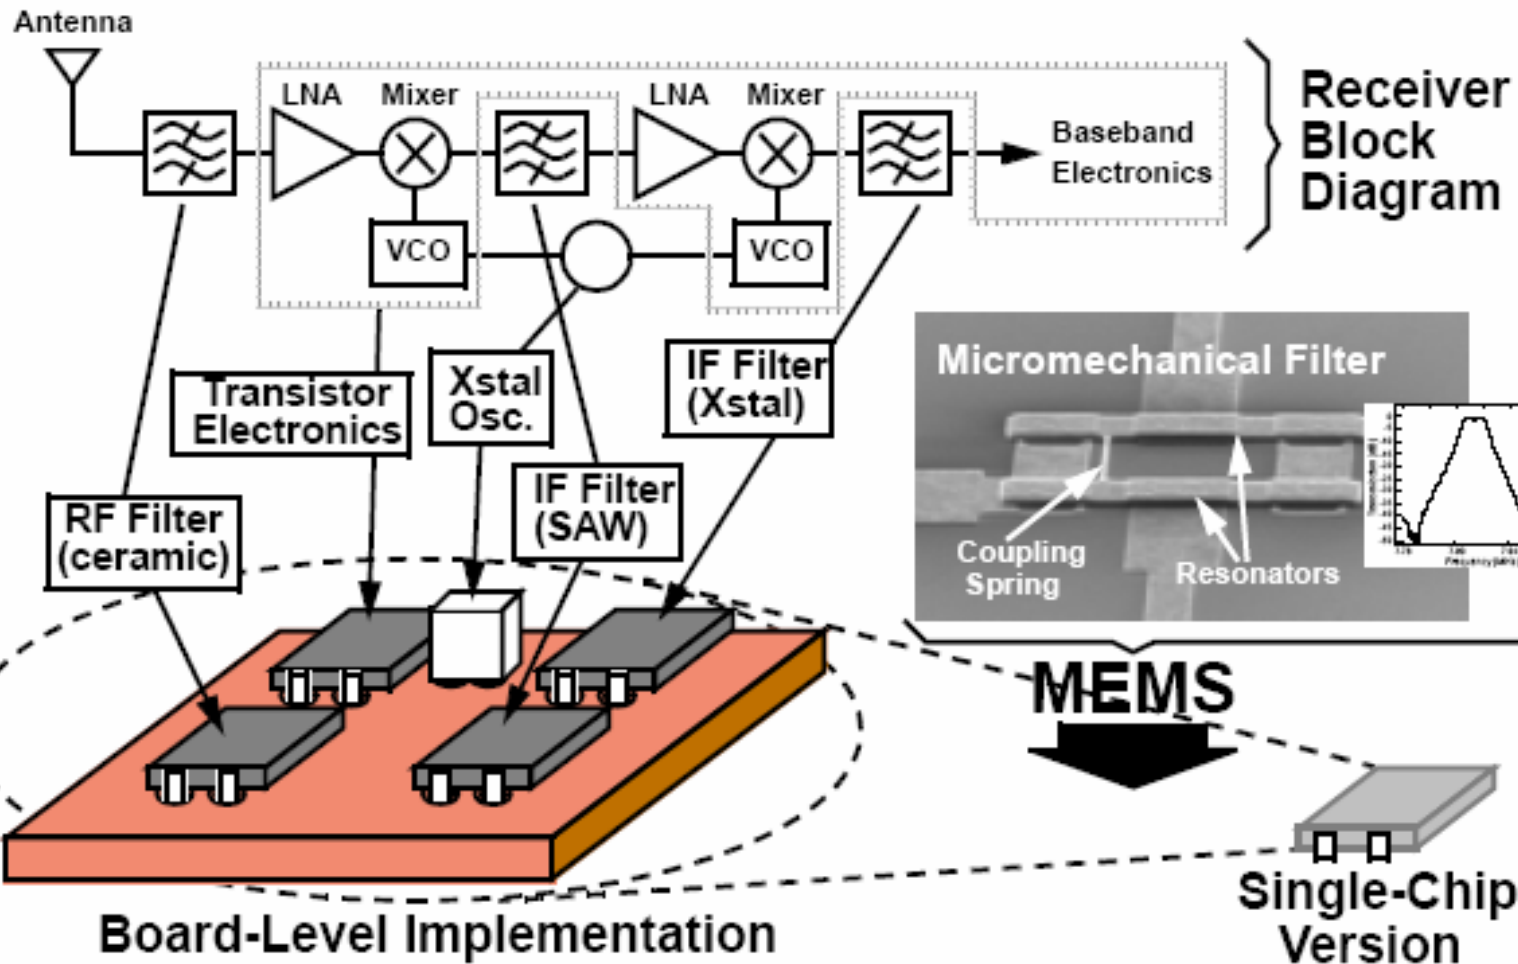 Antenna
LNA
Mixer
LNA
Mixer
Baseband
Electronics
VCO
VCO
Receiver
Block
Diagram
Transistor
Electronics
Xstal
Osc.
IF Filter
(Xstal)
RF Filter
(ceramic)
IF Filter
(SAW)
Micromechanical Filter
Coupling
Spring
Resonators
MEMS
Board-Level Implementation
Single-Chip
Version